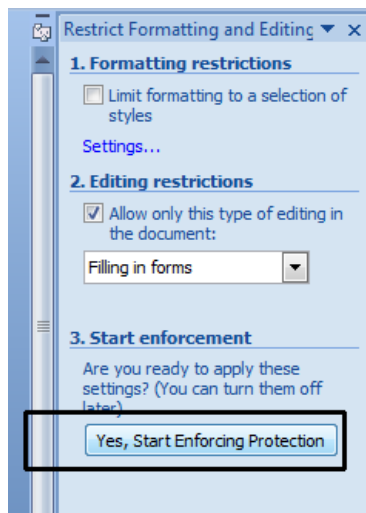 Restrict Formatting and Editing
1. Formatting restrictions
Limit formatting to a selection of
styles
Settings...
2. Editing restrictions
Allow only this type of editing in
the document:
Filling in forms
3. Start enforcement
Are you ready to apply these
settings? (You can turn them off
later)
Yes, Start Enforcing Protection